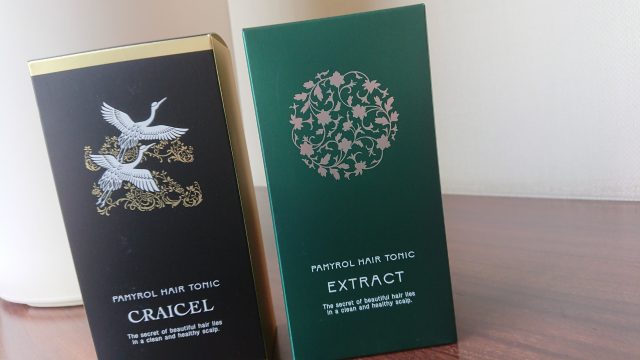 PAMYROL HAIR TONIC
CRAICEL
The secret of beautiful hair lies
in a clean and healthy scalp.
PAMYROL HAIR TONIC
EXTRACT
The secret of beautiful hair lies
in a clean and healthy scalp.